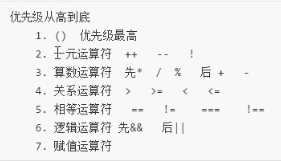 优先级从高到底
1. () 优先级最高
2. 一元运算符 ++ -- !
3. 算数运算符 先* / % 后 + -
4. 关系运算符 > >= < <=
5. 相等运算符 == != === !==
6. 逻辑运算符 先&& 后||
7. 赋值运算符